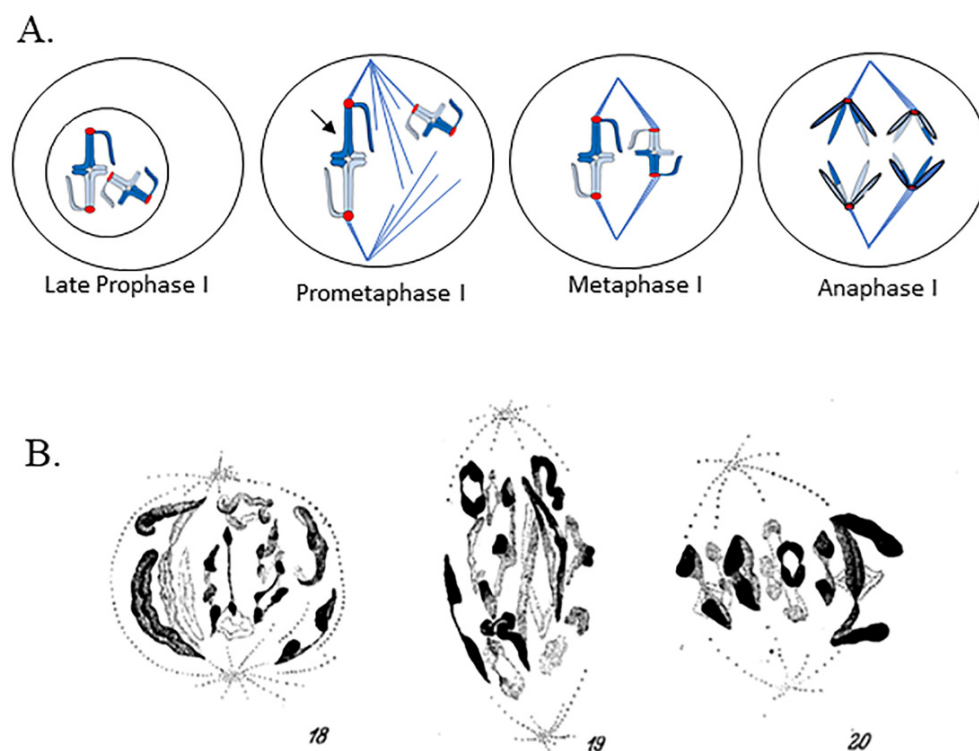 A.
Late Prophase I
Prometaphase I
Metaphase I
Anaphase I
B.
18
19
20